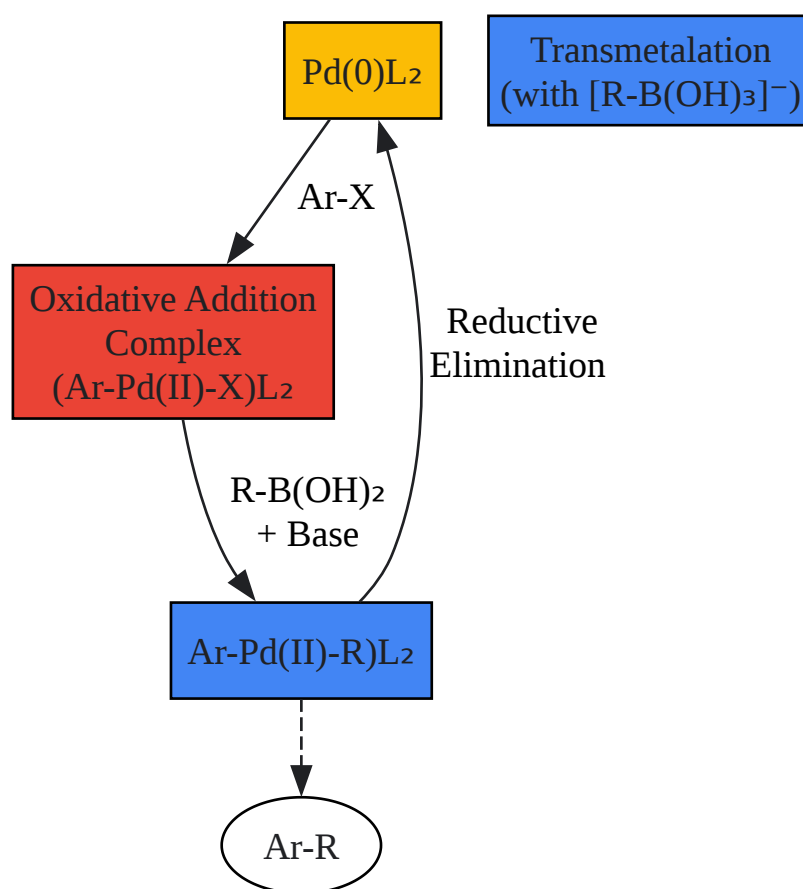 Pd(0)L₂
Transmetalation
(with [R-B(OH)₃]⁻)
Ar-X
Oxidative Addition
Complex
(Ar-Pd(II)-X)L₂
Reductive
Elimination
R-B(OH)₂
+ Base
Ar-Pd(II)-R)L₂
Ar-R